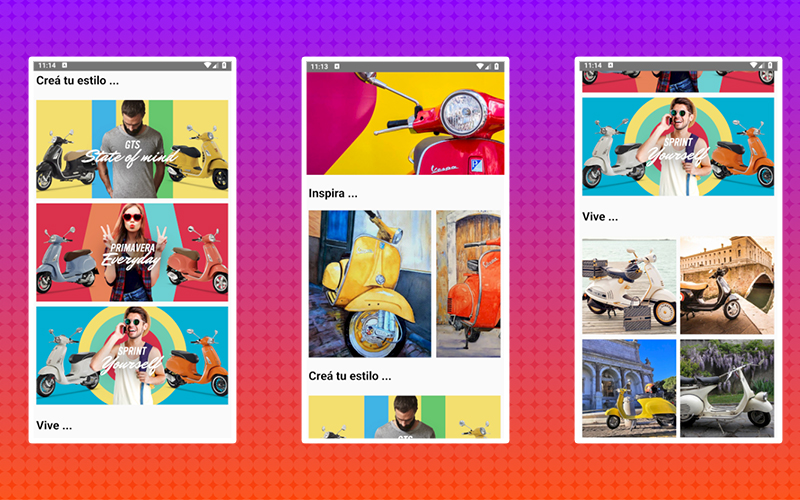 11:14
Creá tu estilo ...
GTS
State of mind
PRIMAVERA
Everyday
SPRINT
Yourself
Vive ...
11:13
Vespa
Inspira ...
Creá tu estilo ...
GTS
11:14
SPRINT
Yourself
Vive ...